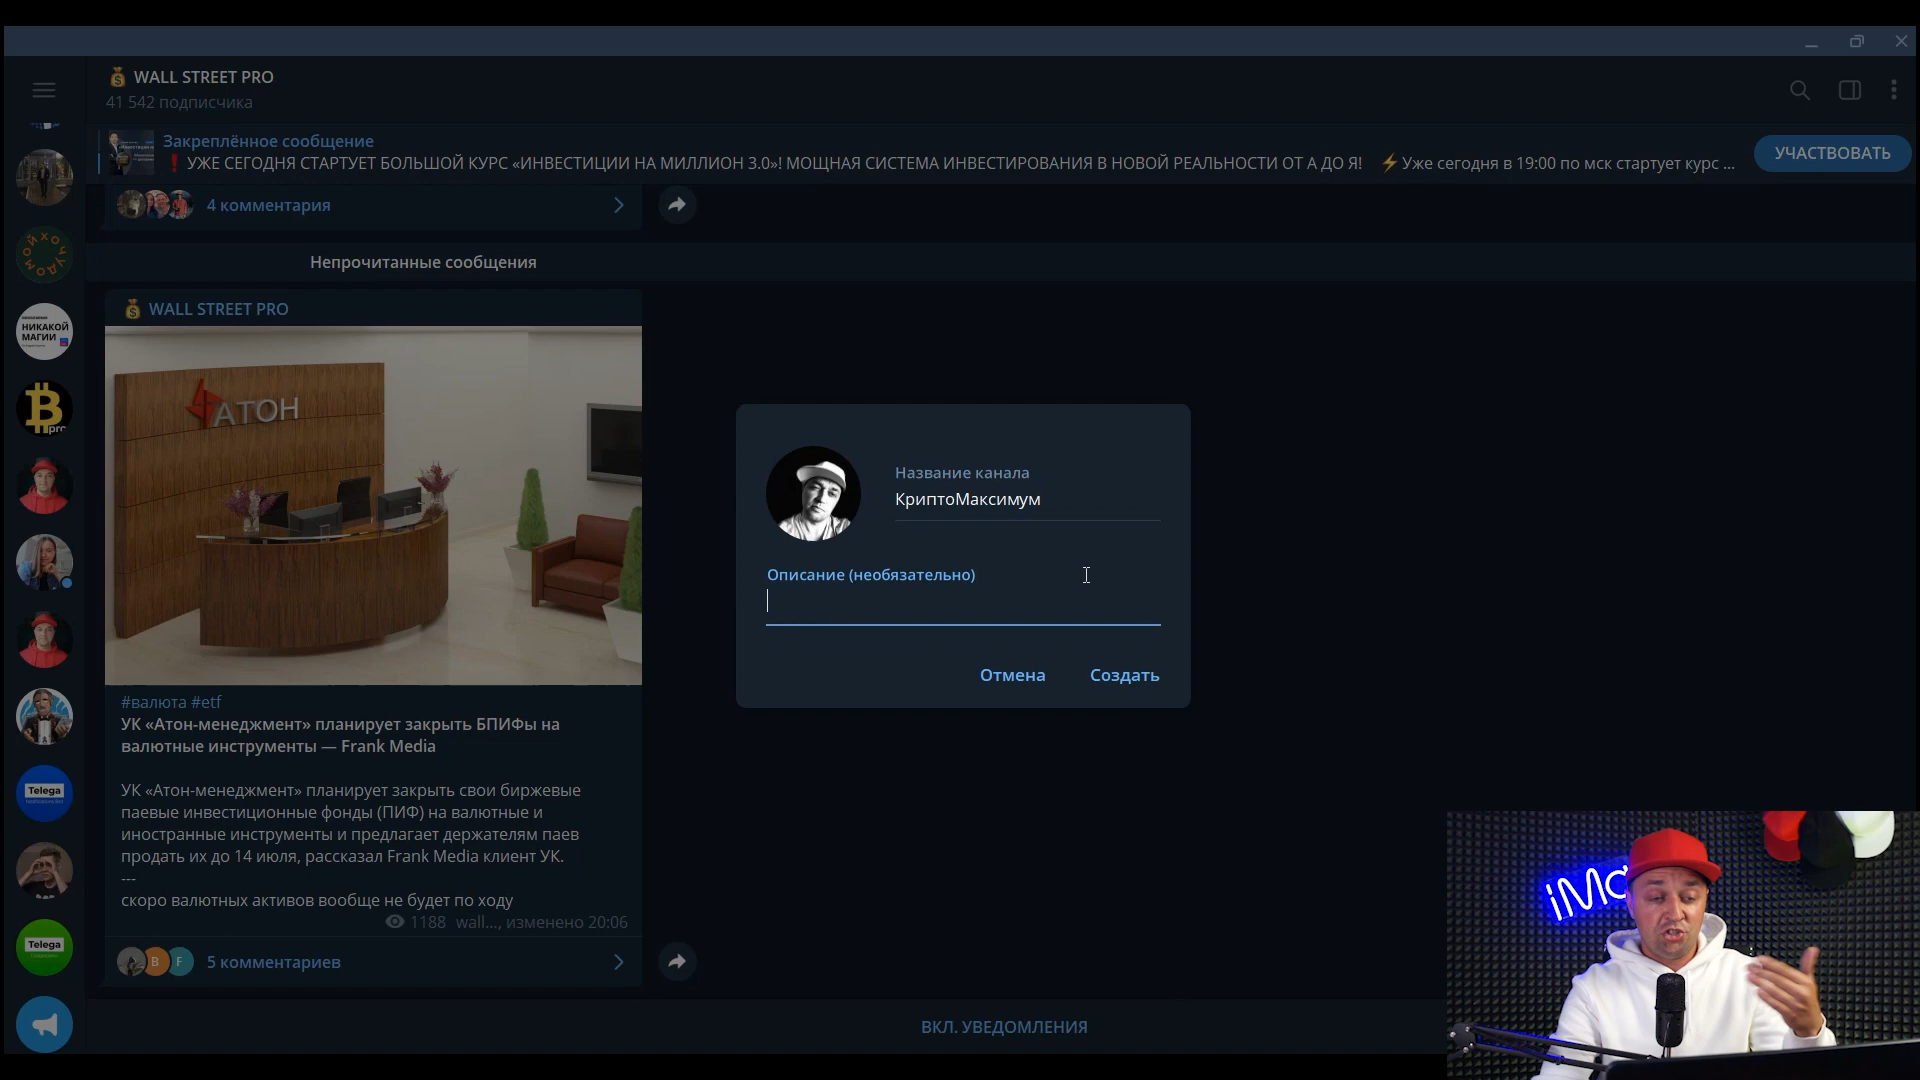 WALL STREET PRO
41 542 подписчика
Закреплённое сообщение
УЖЕ СЕГОДНЯ СТАРТУЕТ БОЛЬШОЙ КУРС «ИНВЕСТИЦИИ НА МИЛЛИОН 3.0»! МОЩНАЯ СИСТЕМА ИНВЕСТИРОВАНИЯ В НОВОЙ РЕАЛЬНОСТИ ОТ А ДО Я! ⚡Уже сегодня в 19:00 по мск стартует курс ...
УЧАСТВОВАТЬ
4 комментария
Непрочитанные сообщения
WALL STREET PRO
АТОН
#валюта #etf
УК «Атон-менеджмент» планирует закрыть БПИФы на
валютные инструменты — Frank Media
УК «Атон-менеджмент» планирует закрыть свои биржевые
паевые инвестиционные фонды (ПИФ) на валютные и
иностранные инструменты и предлагает держателям паев
продать их до 14 июля, рассказал Frank Media клиент УК.
---
скоро валютных активов вообще не будет по ходу
1188 wall..., изменено 20:06
B
F
5 комментариев
ВКЛ. УВЕДОМЛЕНИЯ
Название канала
КриптоМаксимум
Описание (необязательно)
Отмена
Создать
ХОЧУДОМОЙ
НИКАКОЙ
МАГИИ
pro
Telega
Telega